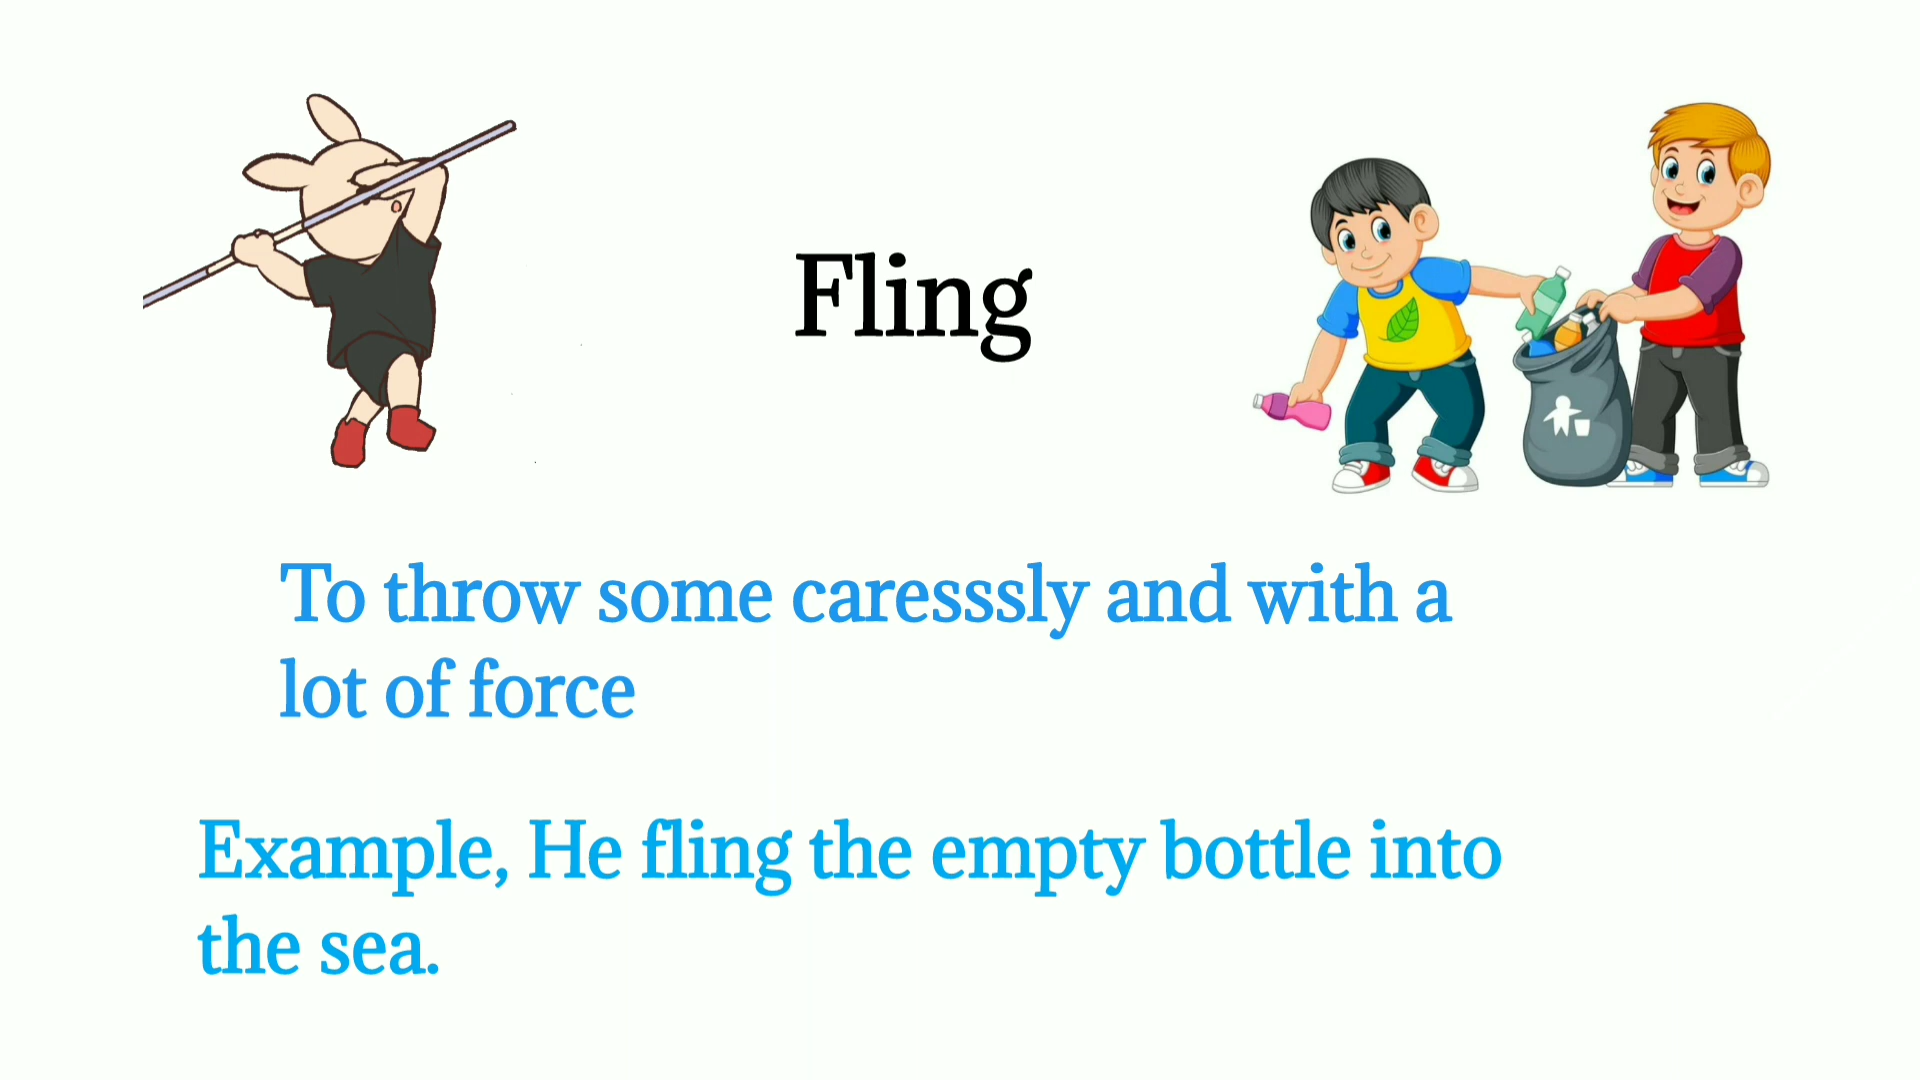 Fling
To throw some caresssly and with a
lot of force
Example, He fling the empty bottle into
the sea.